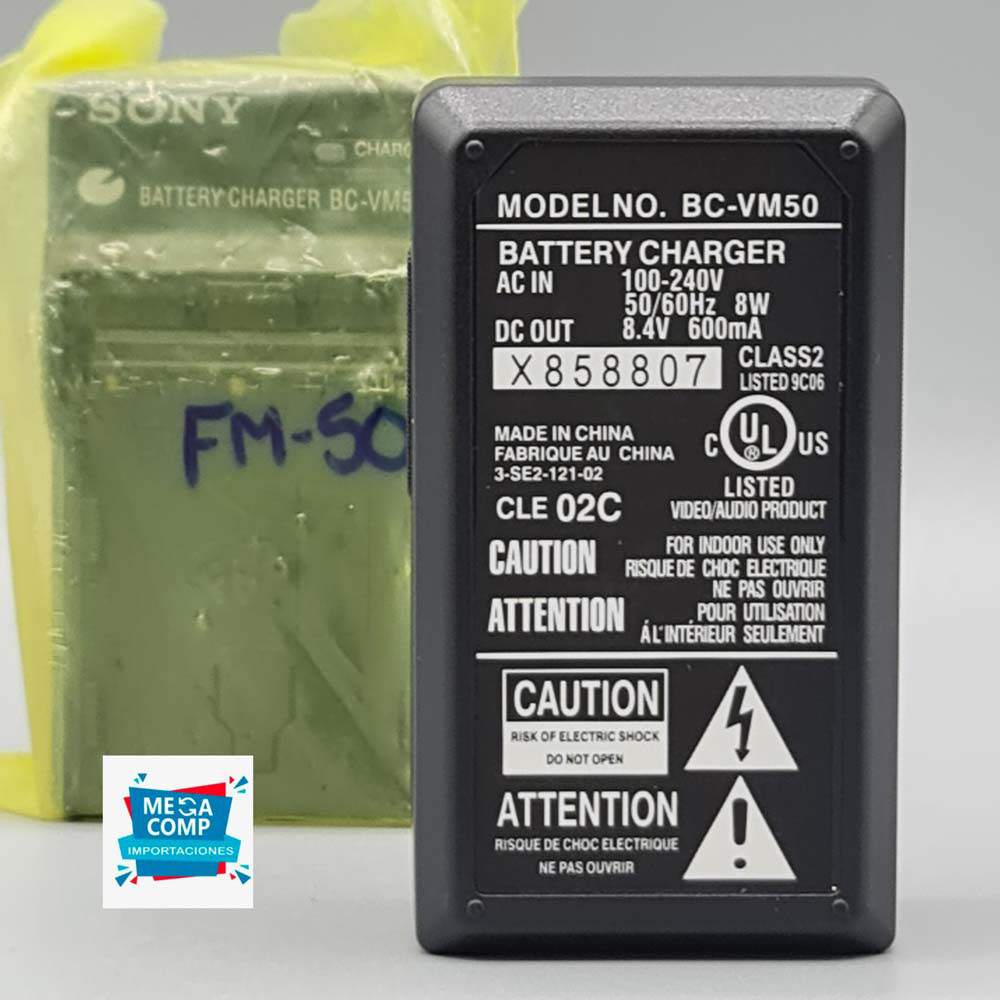 SONY
BATTERY CHARGER BC-VM5
FM-50
MODELNO. BC-VM50
BATTERY CHARGER
AC IN 100-240V
50/60Hz 8W
DC OUT 8.4V 600mA
X858807
CLASS2
LISTED 9C06
MADE IN CHINA
FABRIQUE AU CHINA
3-SE2-121-02
C UL ® US
LISTED
VIDEO/AUDIO PRODUCT
CLE 02C
CAUTION FOR INDOOR USE ONLY
RISQUE DE CHOC ELECTRIQUE
NE PAS OUVRIR
ATTENTION POUR UTILISATION
Á L'INTÉRIEUR SEULEMENT
CAUTION
RISK OF ELECTRIC SHOCK
DO NOT OPEN
ATTENTION
RISQUE DE CHOC ELECTRIQUE
NE PAS OUVRIR
MEGA
COMP
IMPORTACIONES